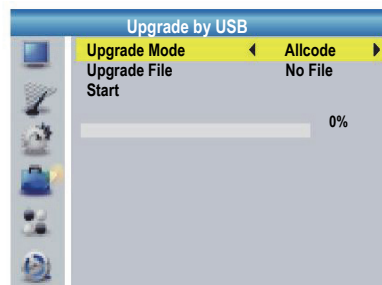 Upgrade by USB
Upgrade Mode Allcode
Upgrade File No File
Start
0%